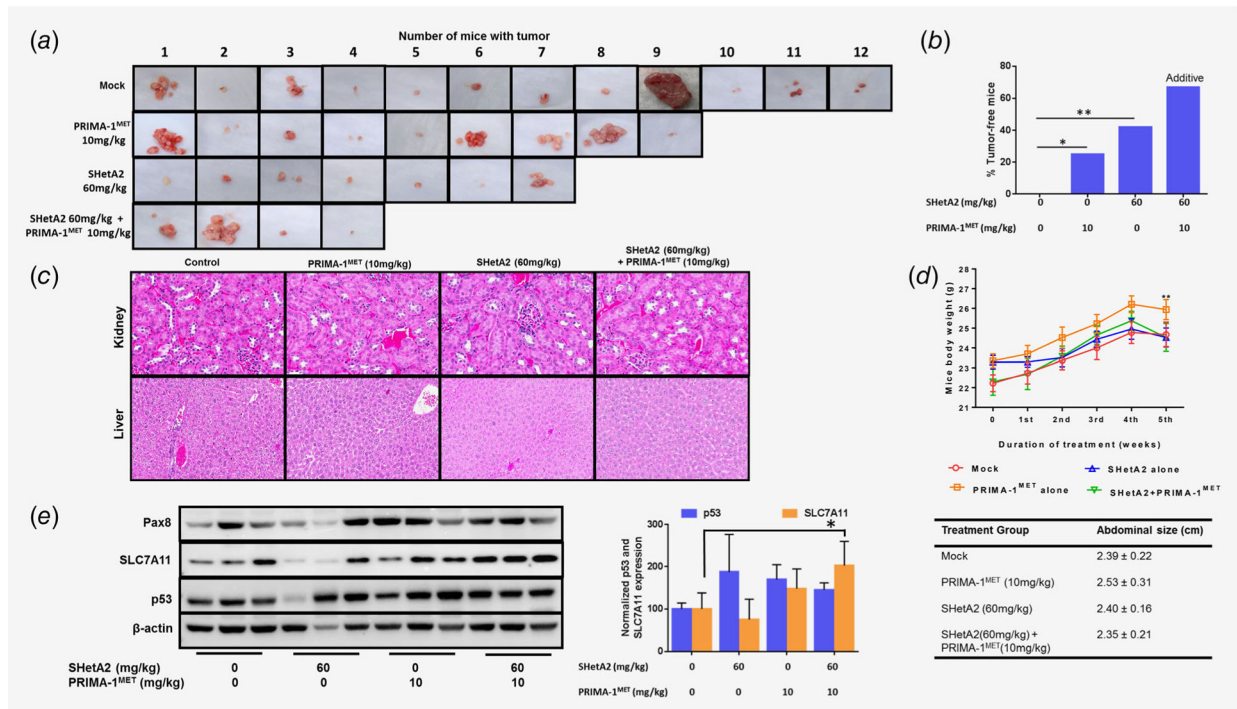 (a)
Number of mice with tumor
1 2 3 4 5 6 7 8 9 10 11 12
Mock
PRIMA-1ᴹᴱᵀ
10mg/kg
SHetA2
60mg/kg
SHetA2 60mg/kg +
PRIMA-1ᴹᴱᵀ 10mg/kg
(b)
% Tumor-free mice
80
60
40
20
0
*
**
Additive
SHetA2 (mg/kg) 0 0 60 60
PRIMA-1ᴹᴱᵀ (mg/kg) 0 10 0 10
(c)
Control
PRIMA-1ᴹᴱᵀ (10mg/kg)
SHetA2 (60mg/kg)
SHetA2 (60mg/kg)
+ PRIMA-1ᴹᴱᵀ (10mg/kg)
Kidney
Liver
(d)
Mice body weight (g)
28
27
26
25
24
23
22
21
**
0 1st 2nd 3rd 4th 5th
Duration of treatment (weeks)
Mock
SHetA2 alone
PRIMA-1ᴹᴱᵀ alone
SHetA2+PRIMA-1ᴹᴱᵀ
Treatment Group Abdominal size (cm)
Mock 2.39 ± 0.22
PRIMA-1ᴹᴱᵀ (10mg/kg) 2.53 ± 0.31
SHetA2 (60mg/kg) 2.40 ± 0.16
SHetA2(60mg/kg) + 2.35 ± 0.21
PRIMA-1ᴹᴱᵀ(10mg/kg)
(e)
Pax8
SLC7A11
p53
β-actin
SHetA2 (mg/kg) 0 60 0 60
PRIMA-1ᴹᴱᵀ (mg/kg) 0 0 10 10
p53
SLC7A11
*
Normalized p53 and
SLC7A11 expression
300
200
100
0
SHetA2 (mg/kg) 0 60 0 60
PRIMA-1ᴹᴱᵀ (mg/kg) 0 0 10 10